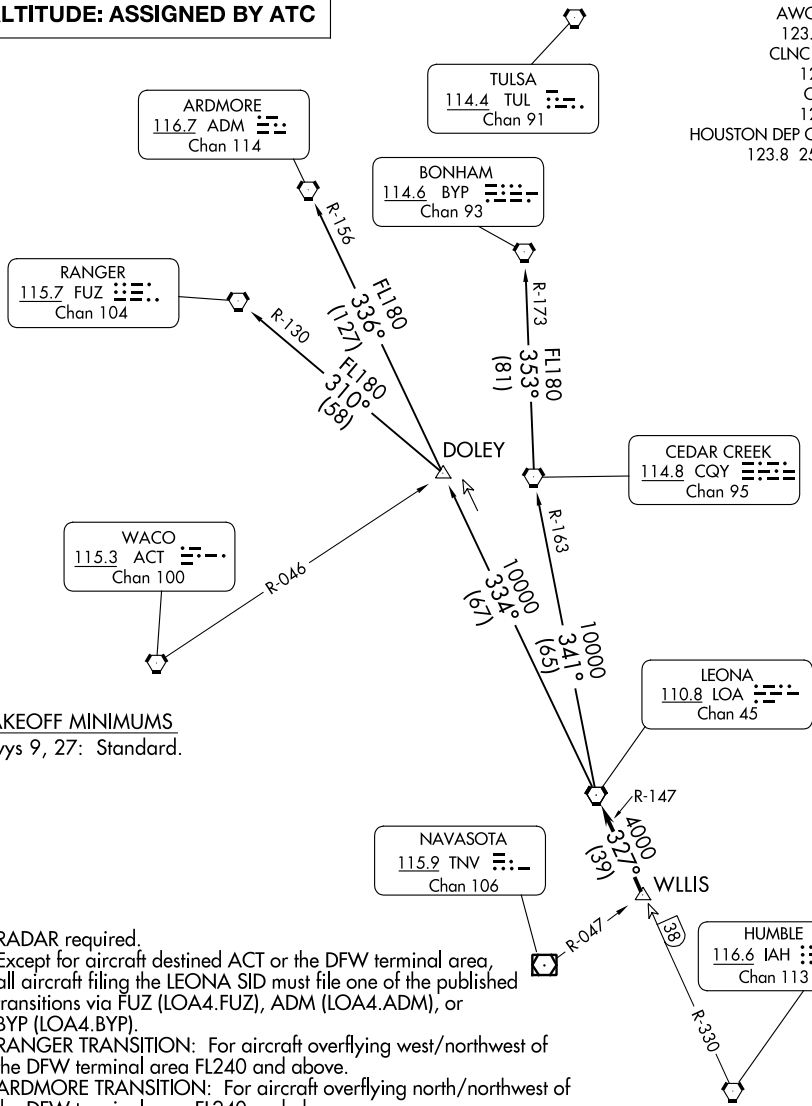 ALTITUDE: ASSIGNED BY ATC
123.
CLNC
HOUSTON DEP
123.8
TULSA
114.4 TUL
Chan 91
ARDMORE
116.7 ADM
Chan 114
BONHAM
114.6 BYP
Chan 93
RANGER
115.7 FUZ
Chan 104
R-156
R-130
R-173
FL180
336°
(127)
FL180
310°
(58)
FL180
353°
(81)
DOLEY
CEDAR CREEK
114.8 CQY
Chan 95
WACO
115.3 ACT
Chan 100
R-046
R-163
10000
334°
(67)
10000
341°
(65)
LEONA
110.8 LOA
Chan 45
TAKEOFF MINIMUMS
Rwys 9, 27: Standard.
R-147
4000
327°
(39)
WLLIS
NAVASOTA
115.9 TNV
Chan 106
R-047
38
HUMBLE
116.6 IAH
Chan 113
R-330
RADAR required.
Except for aircraft destined ACT or the DFW terminal area,
all aircraft filing the LEONA SID must file one of the published
transitions via FUZ (LOA4.FUZ), ADM (LOA4.ADM), or
BYP (LOA4.BYP).
RANGER TRANSITION: For aircraft overflying west/northwest of
the DFW terminal area FL240 and above.
ARDMORE TRANSITION: For aircraft overflying north/northwest of